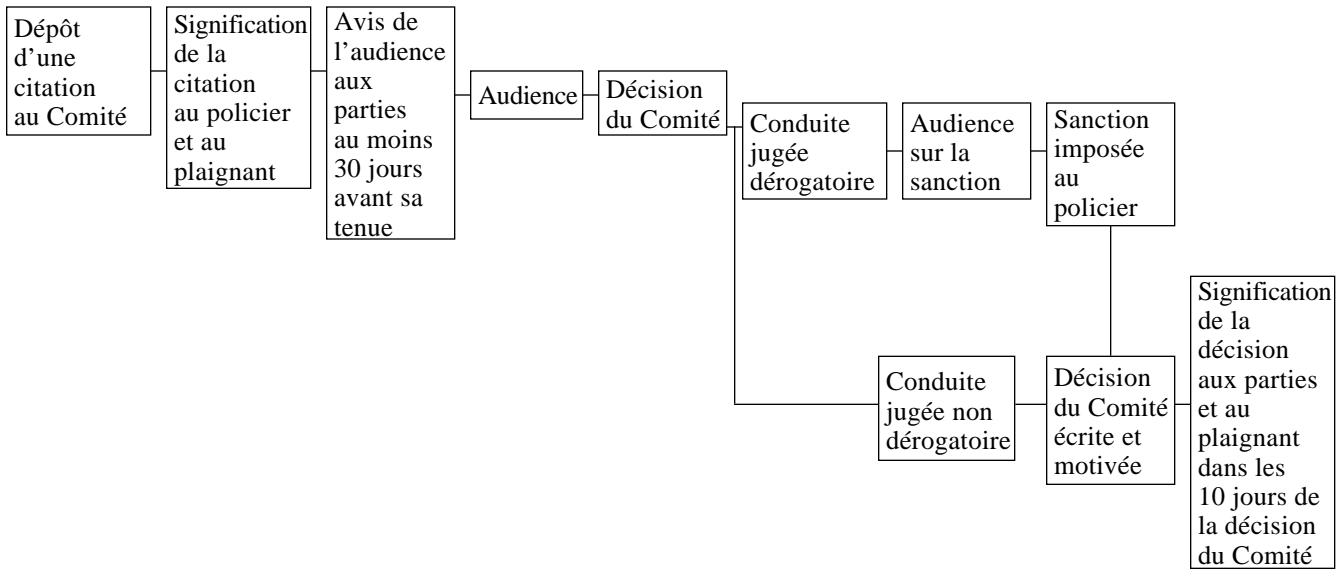 Dépôt
d’une
citation
au Comité
Signification
de la
citation
au policier
et au
plaignant
Avis de
l’audience
aux
parties
au moins
30 jours
avant sa
tenue
Audience
Décision
du Comité
Conduite
jugée
dérogatoire
Audience
sur la
sanction
Sanction
imposée
au
policier
Conduite
jugée non
dérogatoire
Décision
du Comité
écrite et
motivée
Signification
de la
décision
aux parties
et au
plaignant
dans les
10 jours de
la décision
du Comité